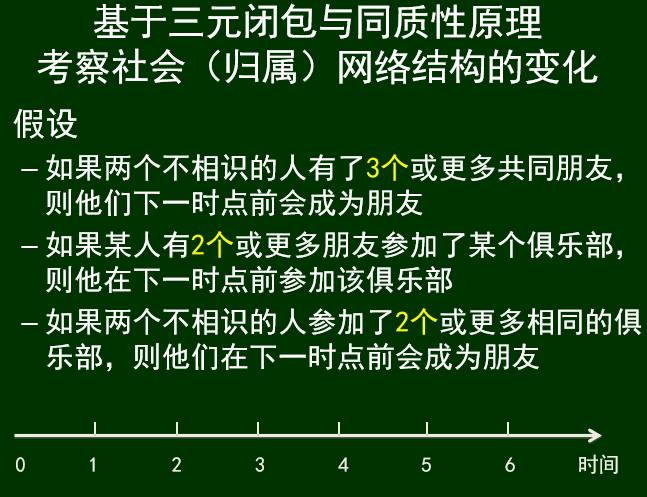 基于三元闭包与同质性原理
考察社会（归属）网络结构的变化
假设
– 如果两个不相识的人有了3个或更多共同朋友，
则他们下一时点前会成为朋友
– 如果某人有2个或更多朋友参加了某个俱乐部，
则他在下一时点前参加该俱乐部
– 如果两个不相识的人参加了2个或更多相同的俱
乐部，则他们在下一时点前会成为朋友
0 1 2 3 4 5 6 时间